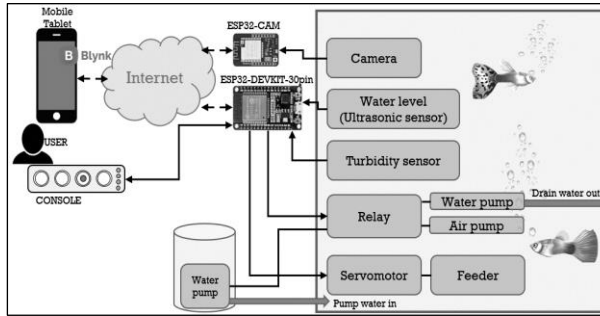 Mobile
Tablet
B Blynk
Internet
ESP32-CAM
ESP32-DEVKIT-30pin
USER
CONSOLE
Camera
Water level
(Ultrasonic sensor)
Turbidity sensor
Relay
Water pump
Air pump
Drain water out
Servomotor
Feeder
Water
pump
Pump water in